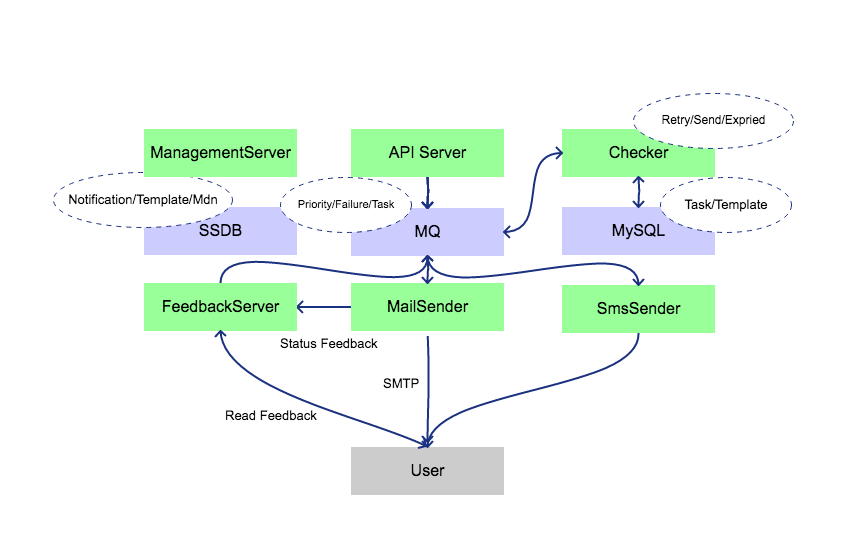 Retry/Send/Expried
ManagementServer
API Server
Checker
Notification/Template/Mdn
Priority/Failure/Task
Task/Template
SSDB
MQ
MySQL
FeedbackServer
MailSender
SmsSender
Status Feedback
SMTP
Read Feedback
User